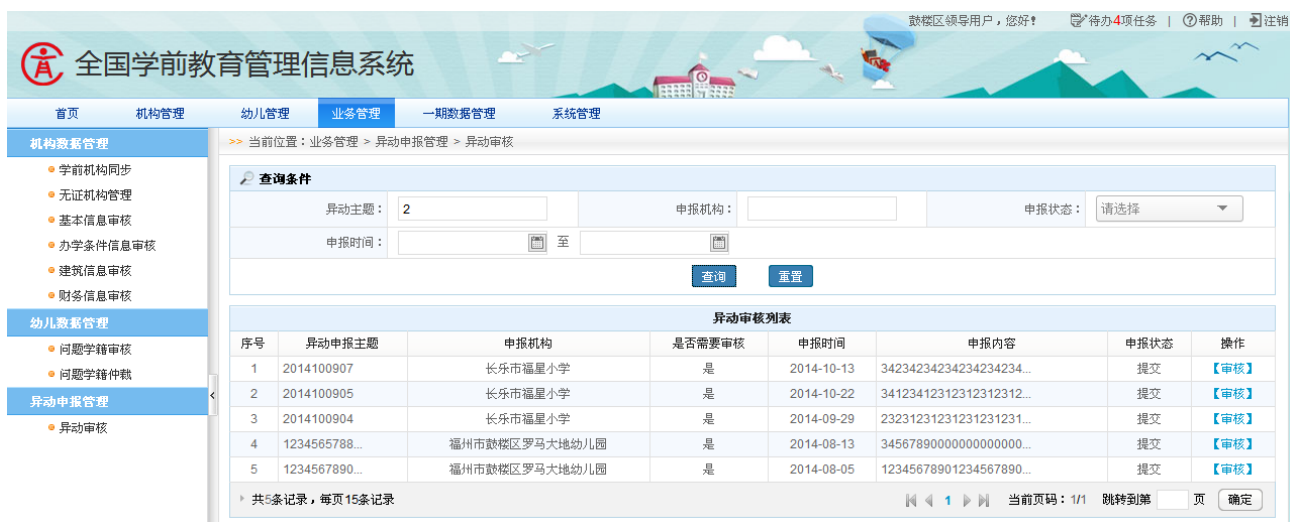 鼓楼区领导用户，您好！ 待办4项任务 | 帮助 | 注销
全国学前教育管理信息系统
首页 机构管理 幼儿管理 业务管理 一期数据管理 系统管理
机构数据管理
学前机构同步
无证机构管理
基本信息审核
办学条件信息审核
建筑信息审核
财务信息审核
幼儿数据管理
问题学籍审核
问题学籍仲裁
异动申报管理
异动审核
>> 当前位置：业务管理 > 异动申报管理 > 异动审核
查询条件
异动主题： 2 申报机构： 申报状态： 请选择
申报时间： 至
查询 重置
异动审核列表
序号 异动申报主题 申报机构 是否需要审核 申报时间 申报内容 申报状态 操作
1 2014100907 长乐市福星小学 是 2014-10-13 34234234234234234234... 提交 【审核】
2 2014100905 长乐市福星小学 是 2014-10-22 34123412312312312312... 提交 【审核】
3 2014100904 长乐市福星小学 是 2014-09-29 23231231231231231231... 提交 【审核】
4 1234565788... 福州市鼓楼区罗马大地幼儿园 是 2014-08-13 34567890000000000000... 提交 【审核】
5 1234567890... 福州市鼓楼区罗马大地幼儿园 是 2014-08-05 12345678901234567890... 提交 【审核】
共5条记录，每页15条记录 1 当前页码：1/1 跳转到第 页 确定